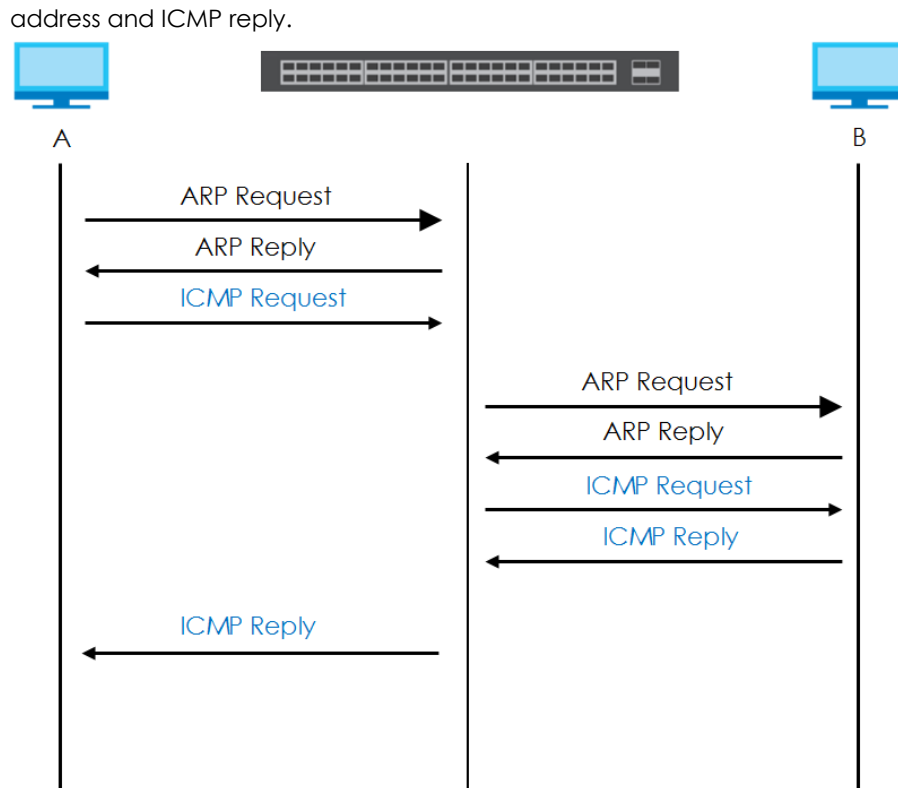 address and ICMP reply.
A
B
ARP Request
ARP Reply
ICMP Request
ARP Request
ARP Reply
ICMP Request
ICMP Reply
ICMP Reply